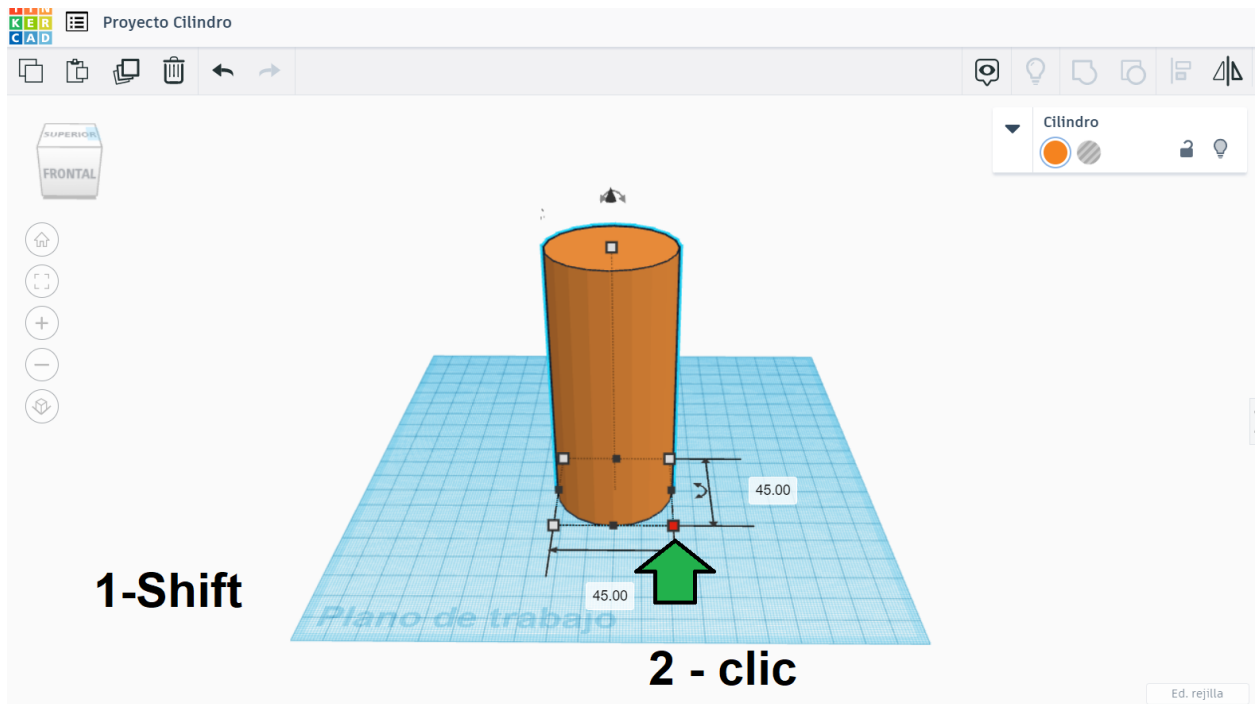 TIN
KER
CAD
Proyecto Cilindro
SUPERIOR
FRONTAL
Cilindro
45.00
45.00
1-Shift
Plano de trabajo
2 - clic
Ed. rejilla